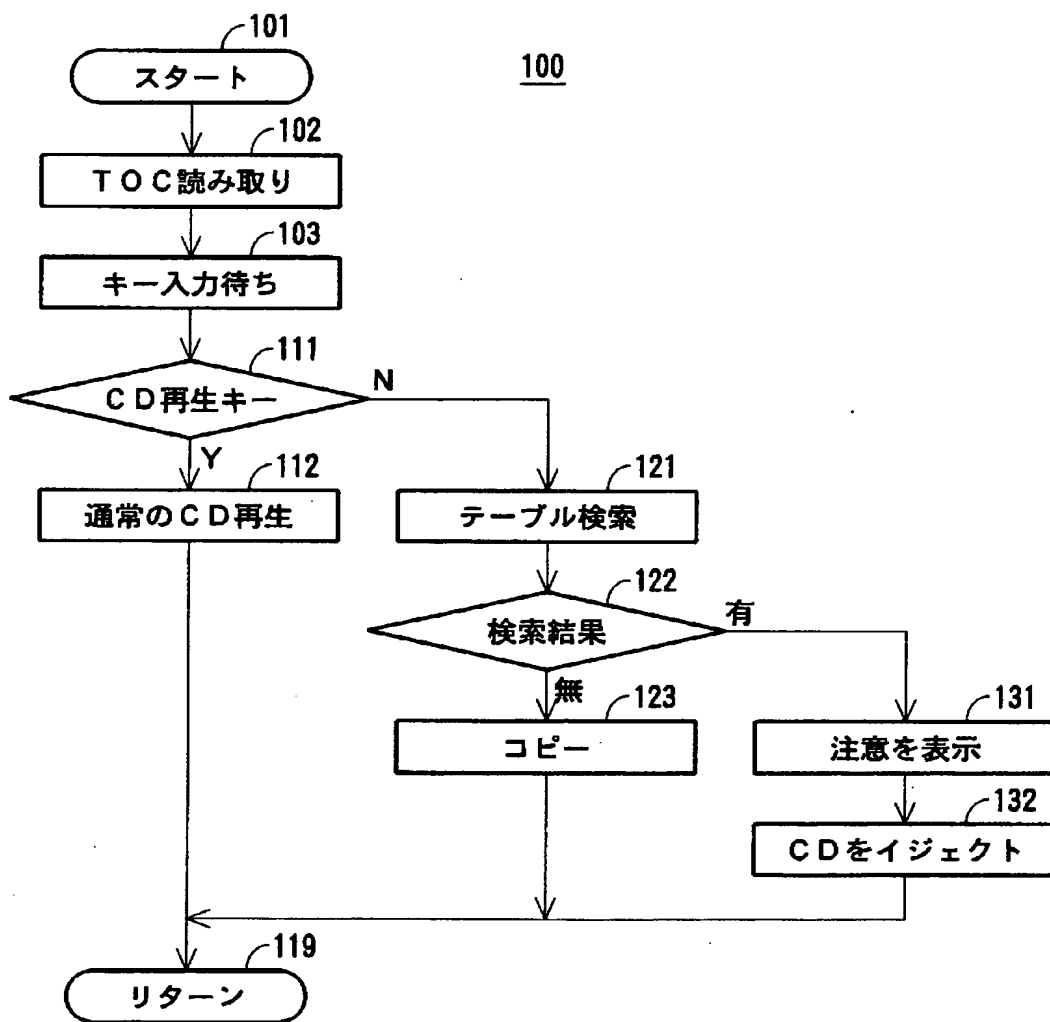 101
スタート
100
102
TOC読み取り
103
キー入力待ち
111
CD再生キー
N
Y
112
通常のCD再生
121
テーブル検索
122
検索結果
有
無
123
コピー
131
注意を表示
132
CDをイジェクト
119
リターン